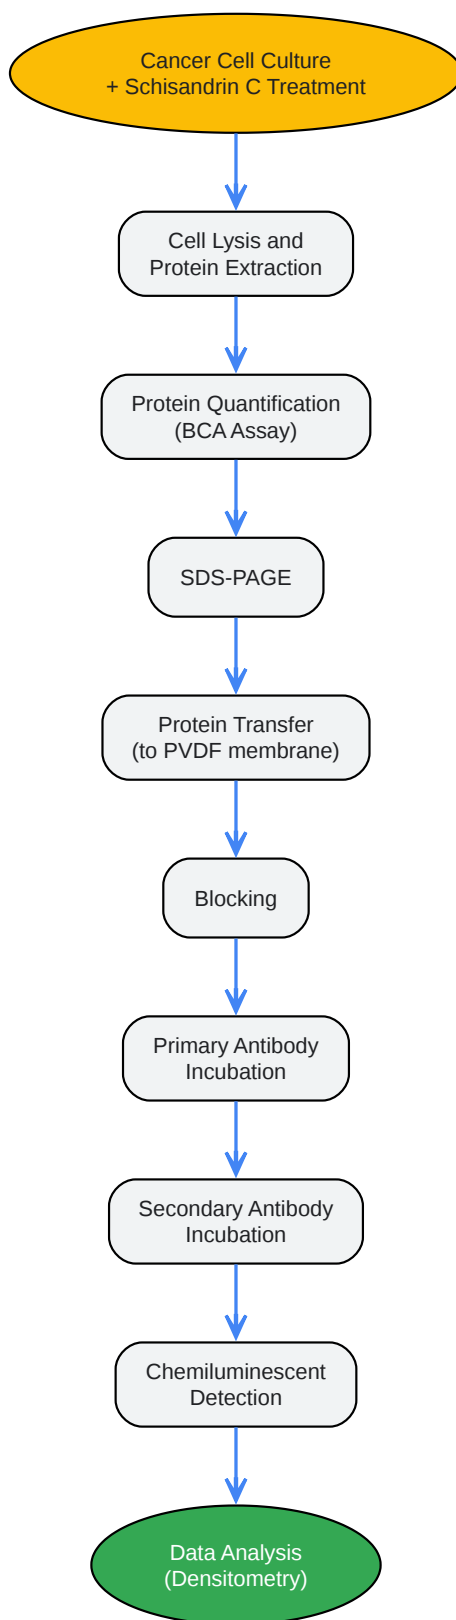 Cancer Cell Culture
+ Schisandrin C Treatment
Cell Lysis and
Protein Extraction
Protein Quantification
(BCA Assay)
SDS-PAGE
Protein Transfer
(to PVDF membrane)
Blocking
Primary Antibody
Incubation
Secondary Antibody
Incubation
Chemiluminescent
Detection
Data Analysis
(Densitometry)